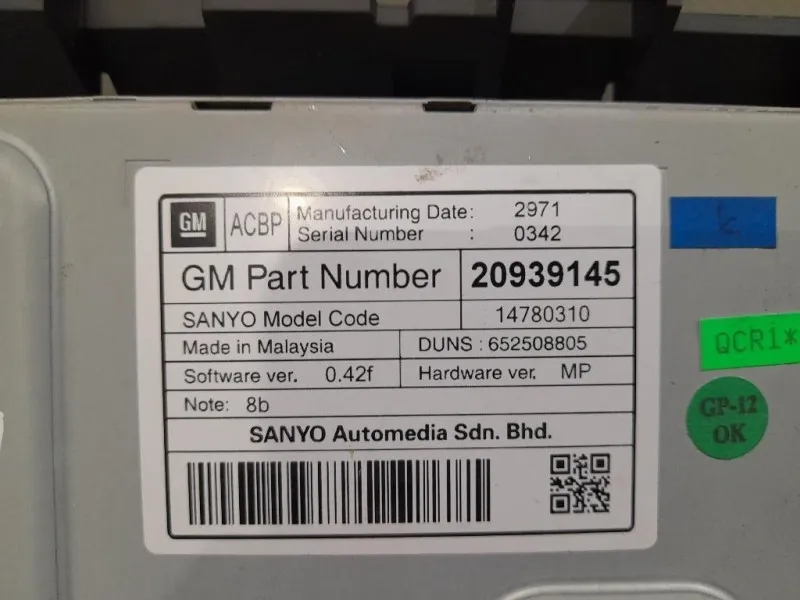 GM
ACBP
Manufacturing Date: 2971
Serial Number : 0342
GM Part Number 20939145
SANYO Model Code 14780310
Made in Malaysia DUNS : 652508805
Software ver. 0.42f Hardware ver. MP
Note: 8b
SANYO Automedia Sdn. Bhd.
QCR1*
GP-12
OK